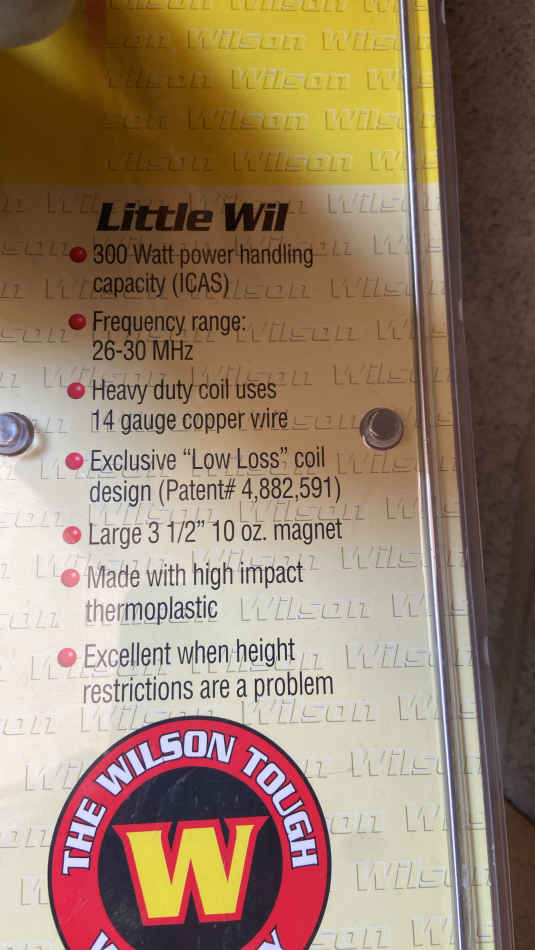 Little Wil
300 Watt power handling
capacity (ICAS)
Frequency range:
26-30 MHz
Heavy duty coil uses
14 gauge copper wire
Exclusive “Low Loss” coil
design (Patent# 4,882,591)
Large 3 1/2” 10 oz. magnet
Made with high impact
thermoplastic
Excellent when height
restrictions are a problem
THE WILSON TOUGH
W